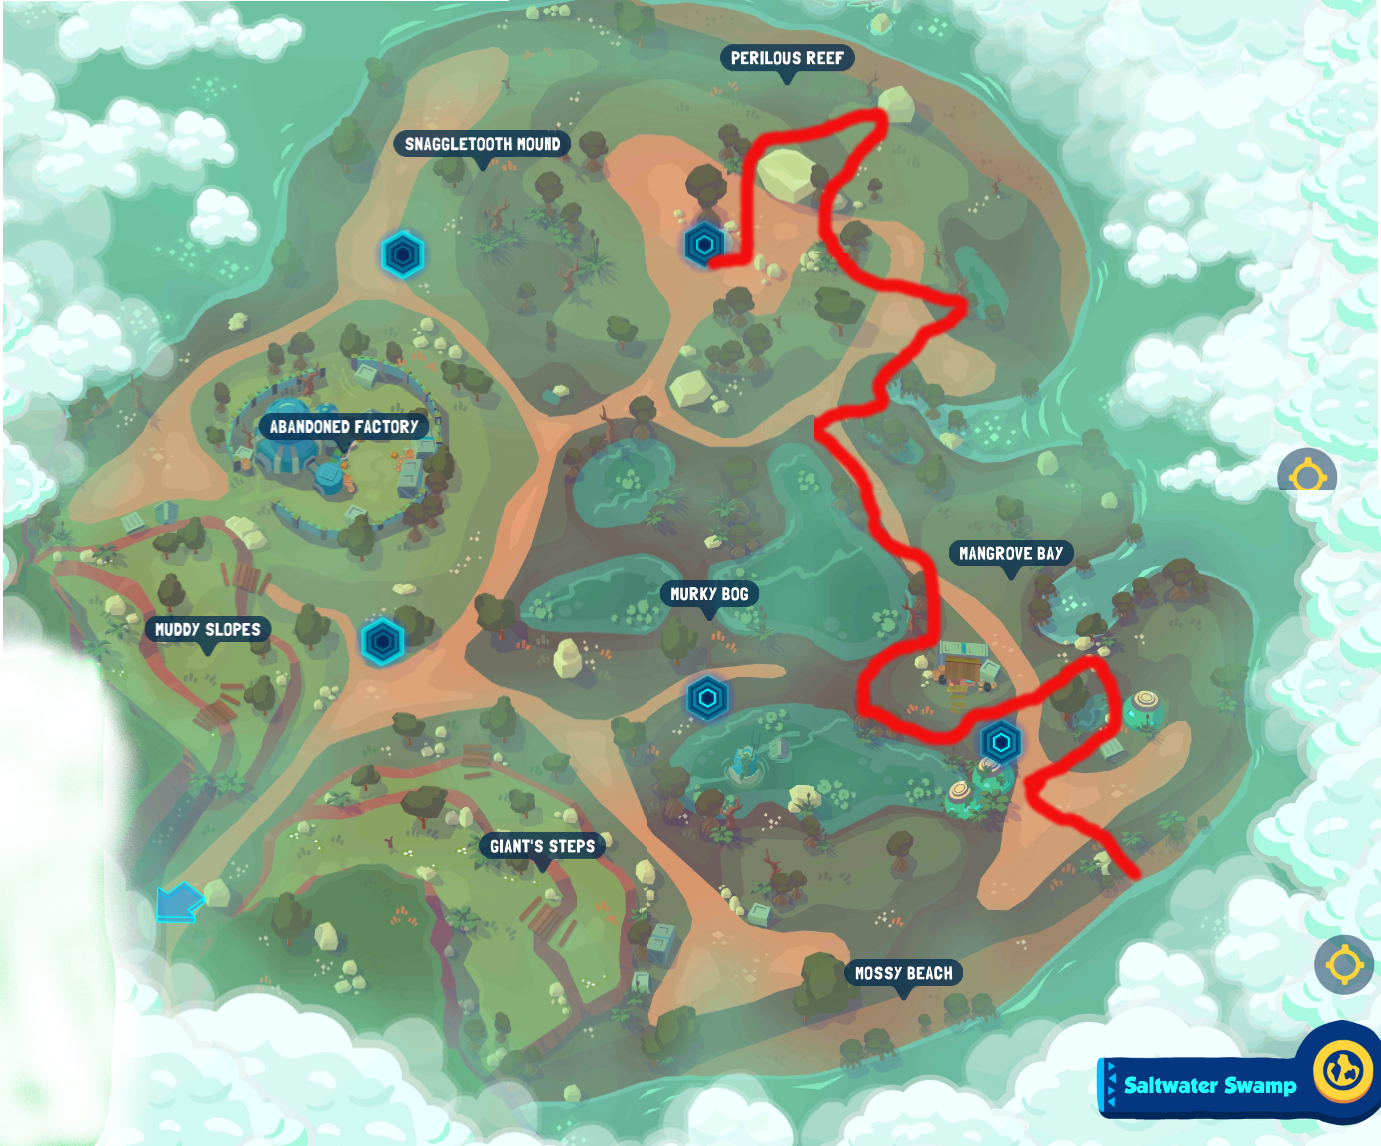 PERILOUS REEF
SNAGGLETOOTH MOUND
ABANDONED FACTORY
MANGROVE BAY
MURKY BOG
MUDDY SLOPES
GIANT'S STEPS
MOSSY BEACH
Saltwater Swamp